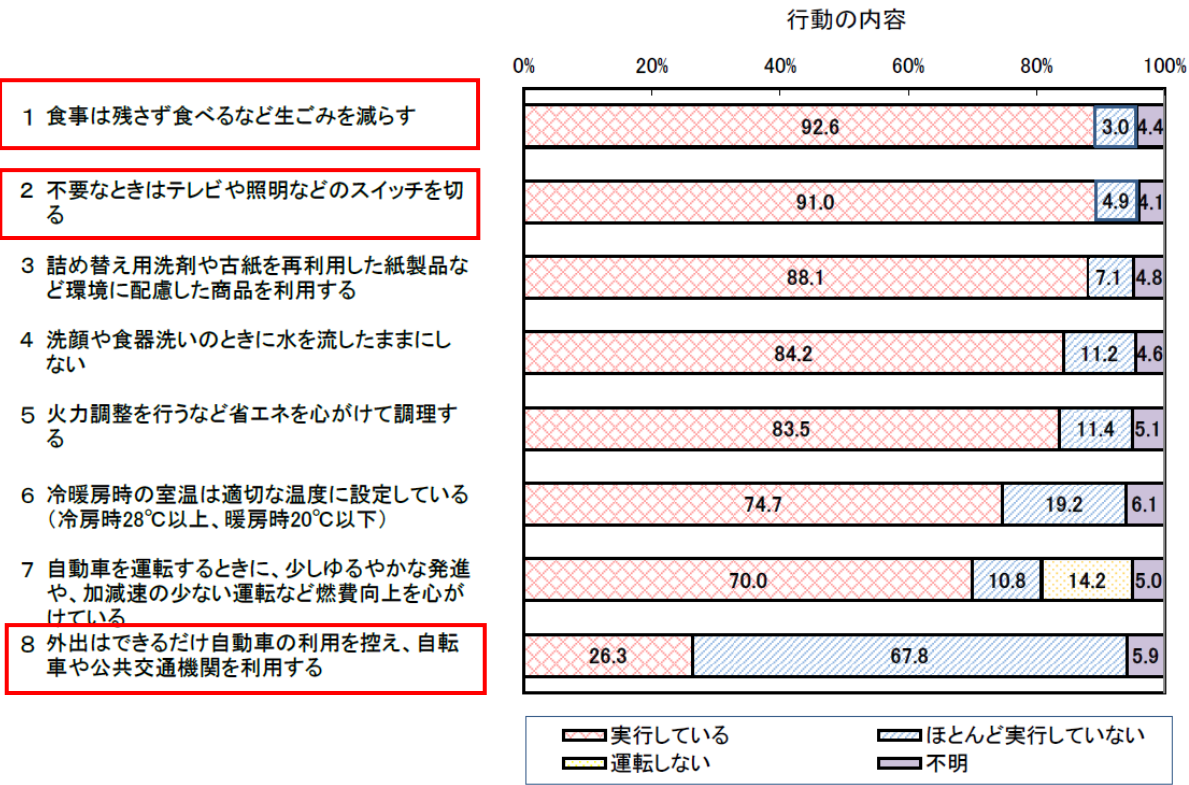 行動の内容
0% 20% 40% 60% 80% 100%
1 食事は残さず食べるなど生ごみを減らす
92.6 3.0 4.4
2 不要なときはテレビや照明などのスイッチを切
る
91.0 4.9 4.1
3 詰め替え用洗剤や古紙を再利用した紙製品な
ど環境に配慮した商品を利用する
88.1 7.1 4.8
4 洗顔や食器洗いのときに水を流したままにし
ない
84.2 11.2 4.6
5 火力調整を行うなど省エネを心がけて調理す
る
83.5 11.4 5.1
6 冷暖房時の室温は適切な温度に設定している
（冷房時28℃以上、暖房時20℃以下）
74.7 19.2 6.1
7 自動車を運転するときに、少しゆるやかな発進
や、加減速の少ない運転など燃費向上を心が
けている
70.0 10.8 14.2 5.0
8 外出はできるだけ自動車の利用を控え、自転
車や公共交通機関を利用する
26.3 67.8 5.9
実行している ほとんど実行していない
運転しない 不明